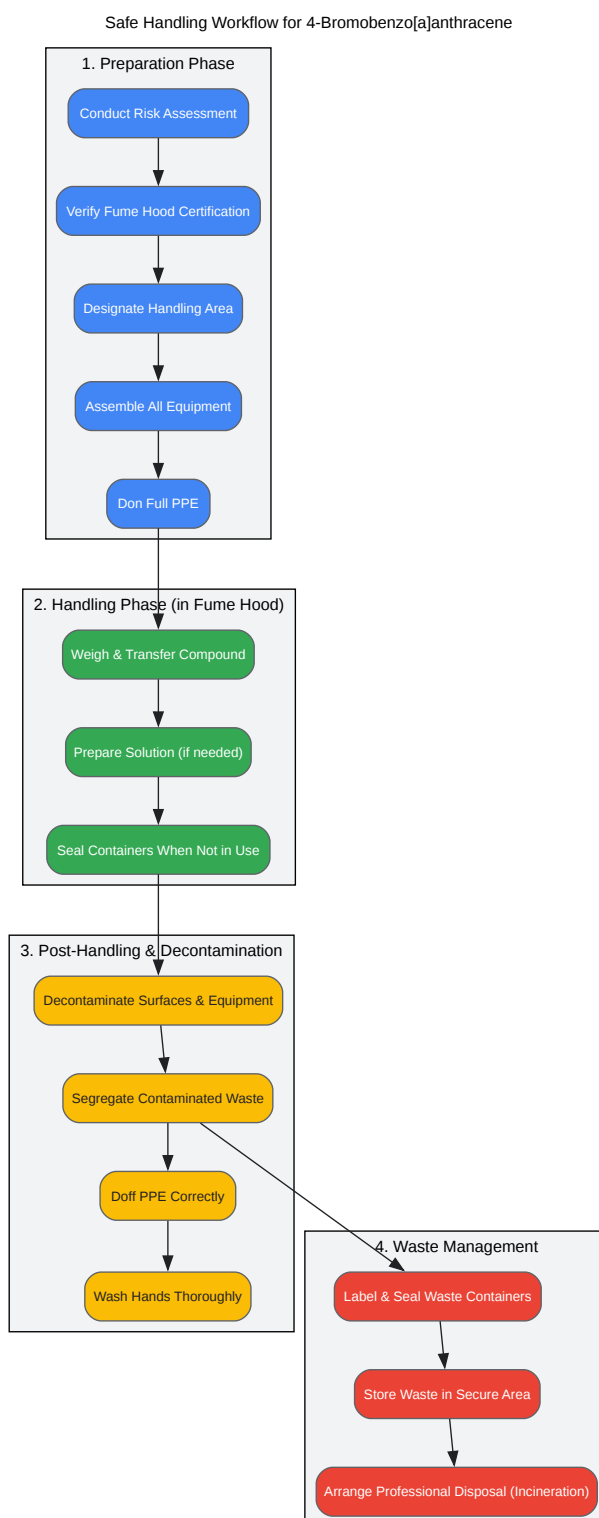 Safe Handling Workflow for 4-Bromobenzo[a]anthracene
1. Preparation Phase
Conduct Risk Assessment
Verify Fume Hood Certification
Designate Handling Area
Assemble All Equipment
Don Full PPE
2. Handling Phase (in Fume Hood)
Weigh & Transfer Compound
Prepare Solution (if needed)
Seal Containers When Not in Use
3. Post-Handling & Decontamination
Decontaminate Surfaces & Equipment
Segregate Contaminated Waste
Doff PPE Correctly
Wash Hands Thoroughly
4. Waste Management
Label & Seal Waste Containers
Store Waste in Secure Area
Arrange Professional Disposal (Incineration)